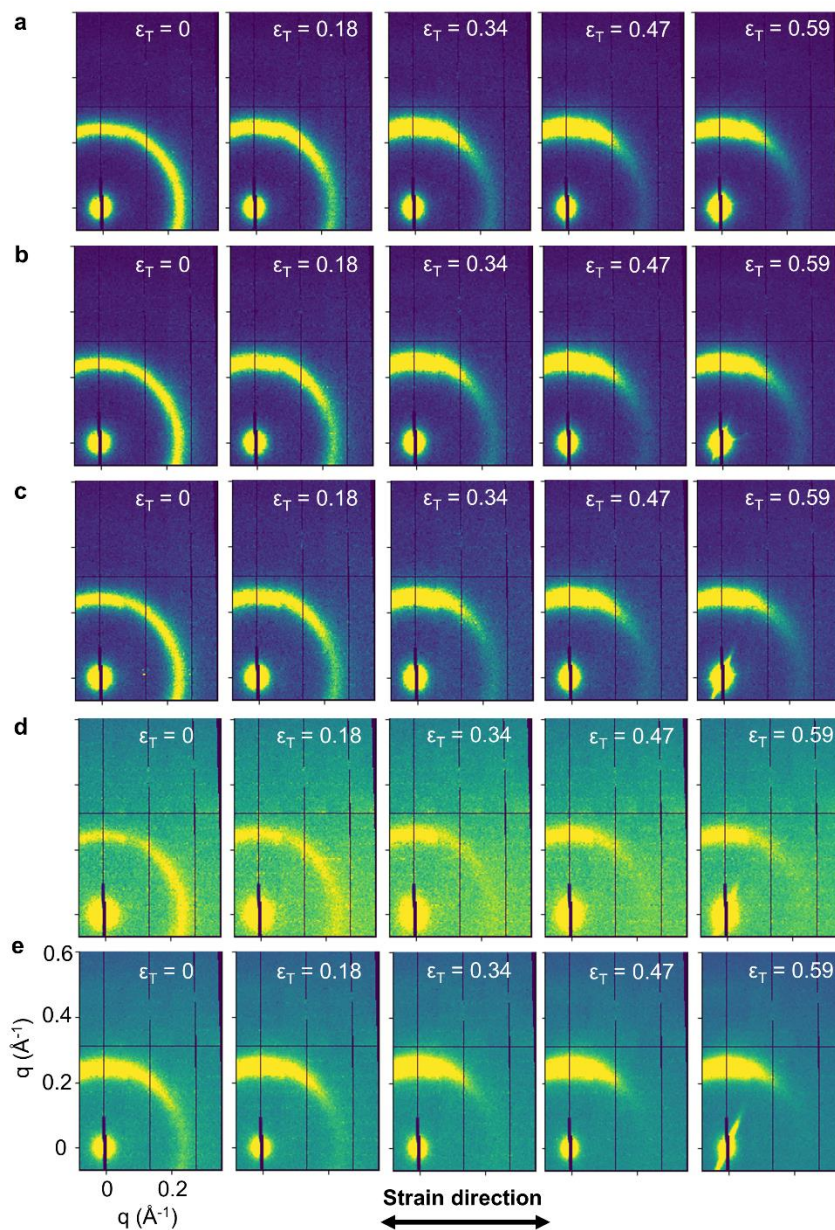 a
εT = 0 εT = 0.18 εT = 0.34 εT = 0.47 εT = 0.59
b
εT = 0 εT = 0.18 εT = 0.34 εT = 0.47 εT = 0.59
c
εT = 0 εT = 0.18 εT = 0.34 εT = 0.47 εT = 0.59
d
εT = 0 εT = 0.18 εT = 0.34 εT = 0.47 εT = 0.59
e
εT = 0 εT = 0.18 εT = 0.34 εT = 0.47 εT = 0.59
0.6
0.4
0.2
0
q (Å-1)
0 0.2
q (Å-1)
Strain direction